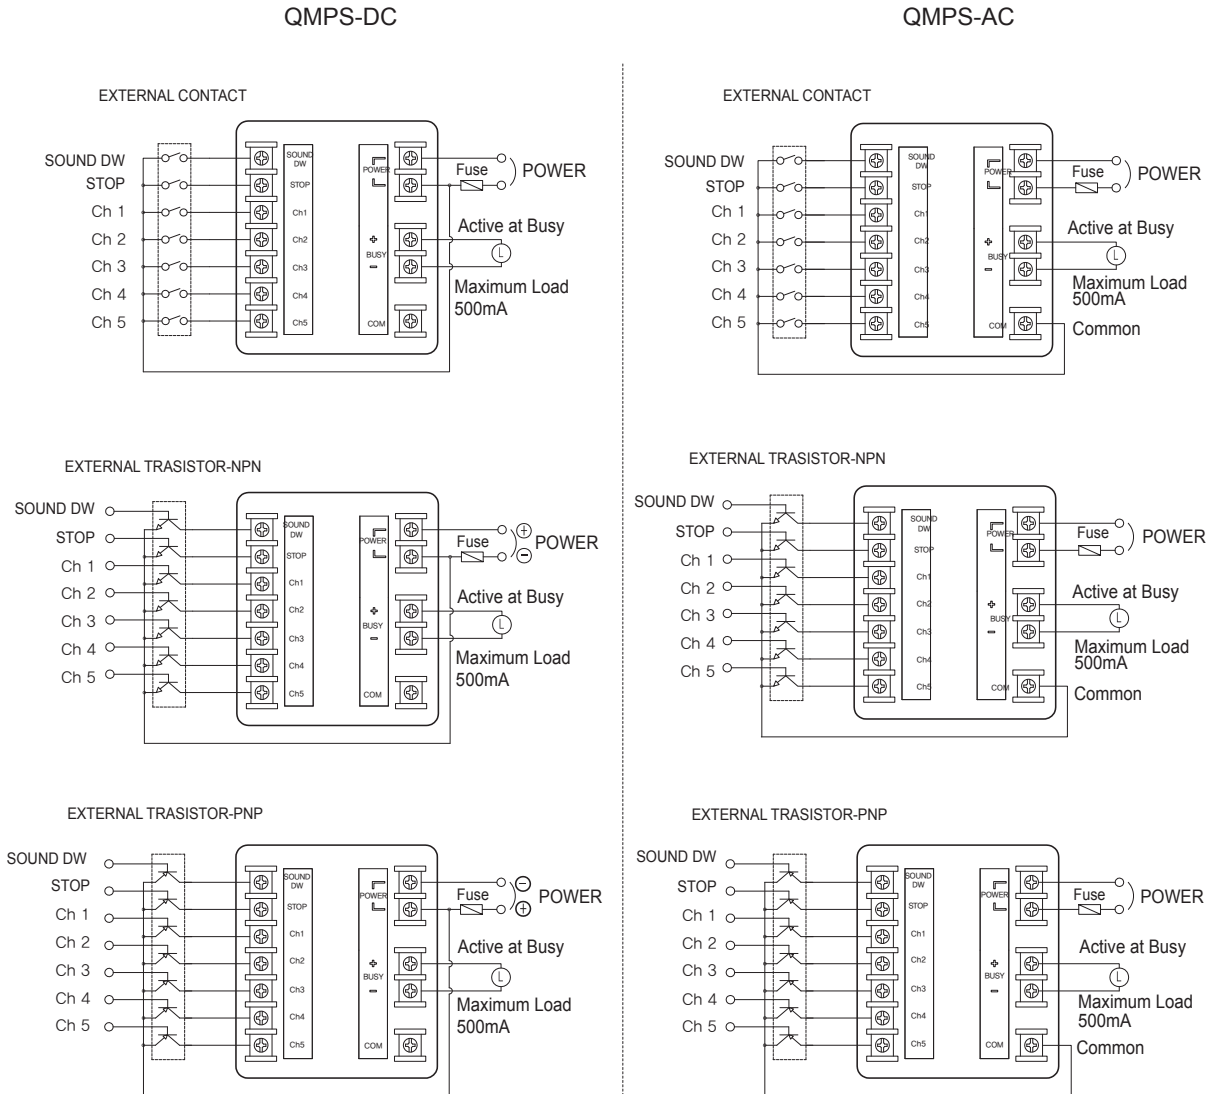 QMPS-DC
EXTERNAL CONTACT
SOUND DW
STOP
Ch 1
Ch 2
Ch 3
Ch 4
Ch 5
SOUND
DW
STOP
Ch1
Ch2
Ch3
Ch4
Ch5
POWER
+
BUSY
-
COM
Fuse
POWER
Active at Busy
L
Maximum Load
500mA
EXTERNAL TRASISTOR-NPN
SOUND DW
STOP
Ch 1
Ch 2
Ch 3
Ch 4
Ch 5
SOUND
DW
STOP
Ch1
Ch2
Ch3
Ch4
Ch5
POWER
+
BUSY
-
COM
+
Fuse
-
POWER
Active at Busy
L
Maximum Load
500mA
EXTERNAL TRASISTOR-PNP
SOUND DW
STOP
Ch 1
Ch 2
Ch 3
Ch 4
Ch 5
SOUND
DW
STOP
Ch1
Ch2
Ch3
Ch4
Ch5
POWER
+
BUSY
-
COM
-
Fuse
+
POWER
Active at Busy
L
Maximum Load
500mA
QMPS-AC
EXTERNAL CONTACT
SOUND DW
STOP
Ch 1
Ch 2
Ch 3
Ch 4
Ch 5
SOUND
DW
STOP
Ch1
Ch2
Ch3
Ch4
Ch5
POWER
+
BUSY
-
COM
Fuse
POWER
Active at Busy
L
Maximum Load
500mA
Common
EXTERNAL TRASISTOR-NPN
SOUND DW
STOP
Ch 1
Ch 2
Ch 3
Ch 4
Ch 5
SOUND
DW
STOP
Ch1
Ch2
Ch3
Ch4
Ch5
POWER
+
BUSY
-
COM
Fuse
POWER
Active at Busy
L
Maximum Load
500mA
Common
EXTERNAL TRASISTOR-PNP
SOUND DW
STOP
Ch 1
Ch 2
Ch 3
Ch 4
Ch 5
SOUND
DW
STOP
Ch1
Ch2
Ch3
Ch4
Ch5
POWER
+
BUSY
-
COM
Fuse
POWER
Active at Busy
L
Maximum Load
500mA
Common